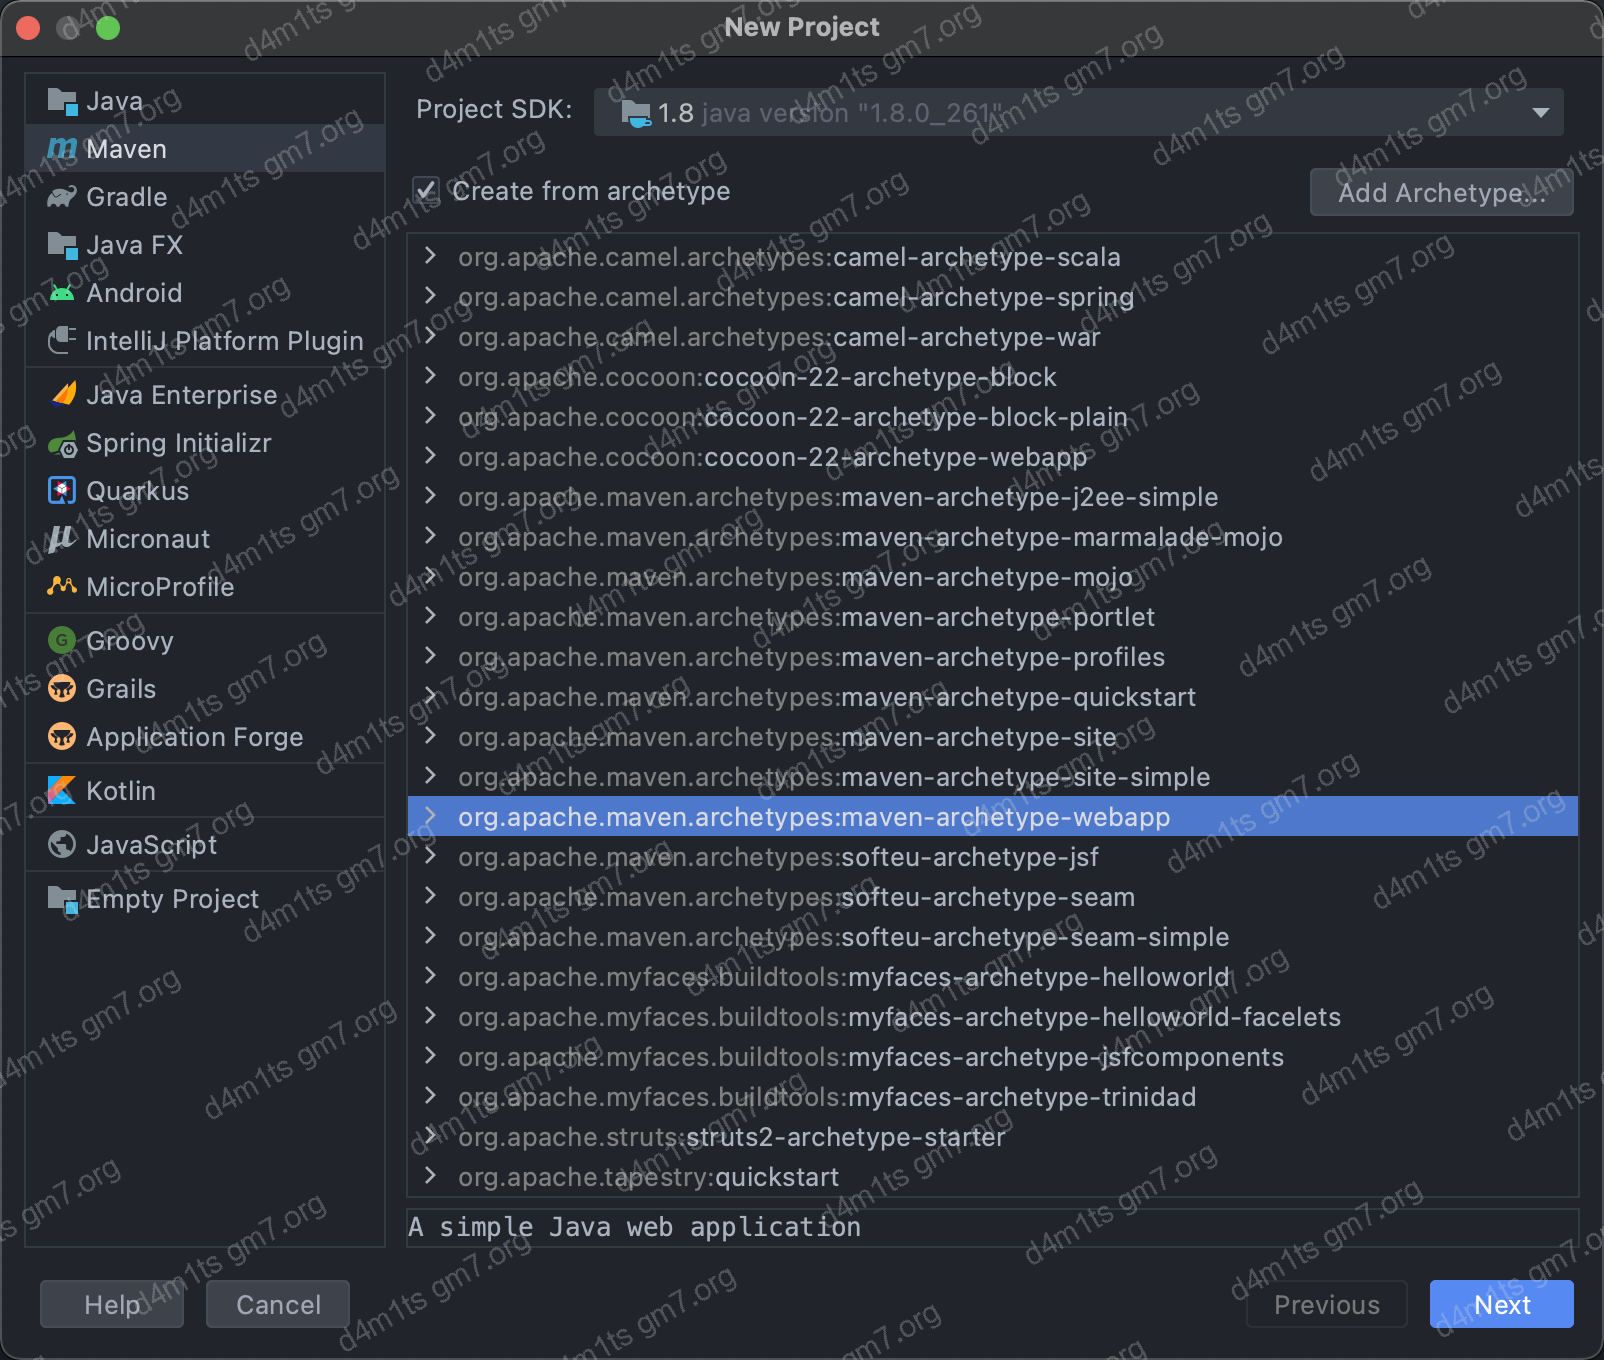 New Project
Java
Maven
Gradle
Java FX
Android
IntelliJ Platform Plugin
Java Enterprise
Spring Initializr
Quarkus
Micronaut
MicroProfile
Groovy
Grails
Application Forge
Kotlin
JavaScript
Empty Project
Project SDK: 1.8 java version "1.8.0_261"
Create from archetype
Add Archetype...
org.apache.camel.archetypes:camel-archetype-scala
org.apache.camel.archetypes:camel-archetype-spring
org.apache.camel.archetypes:camel-archetype-war
org.apache.cocoon:cocoon-22-archetype-block
org.apache.cocoon:cocoon-22-archetype-block-plain
org.apache.cocoon:cocoon-22-archetype-webapp
org.apache.maven.archetypes:maven-archetype-j2ee-simple
org.apache.maven.archetypes:maven-archetype-marmalade-mojo
org.apache.maven.archetypes:maven-archetype-mojo
org.apache.maven.archetypes:maven-archetype-portlet
org.apache.maven.archetypes:maven-archetype-profiles
org.apache.maven.archetypes:maven-archetype-quickstart
org.apache.maven.archetypes:maven-archetype-site
org.apache.maven.archetypes:maven-archetype-site-simple
org.apache.maven.archetypes:maven-archetype-webapp
org.apache.maven.archetypes:softeu-archetype-jsf
org.apache.maven.archetypes:softeu-archetype-seam
org.apache.maven.archetypes:softeu-archetype-seam-simple
org.apache.myfaces.buildtools:myfaces-archetype-helloworld
org.apache.myfaces.buildtools:myfaces-archetype-helloworld-facelets
org.apache.myfaces.buildtools:myfaces-archetype-jsfcomponents
org.apache.myfaces.buildtools:myfaces-archetype-trinidad
org.apache.struts:struts2-archetype-starter
org.apache.tapestry:quickstart
A simple Java web application
Help
Cancel
Previous
Next
d4m1ts gm7.org